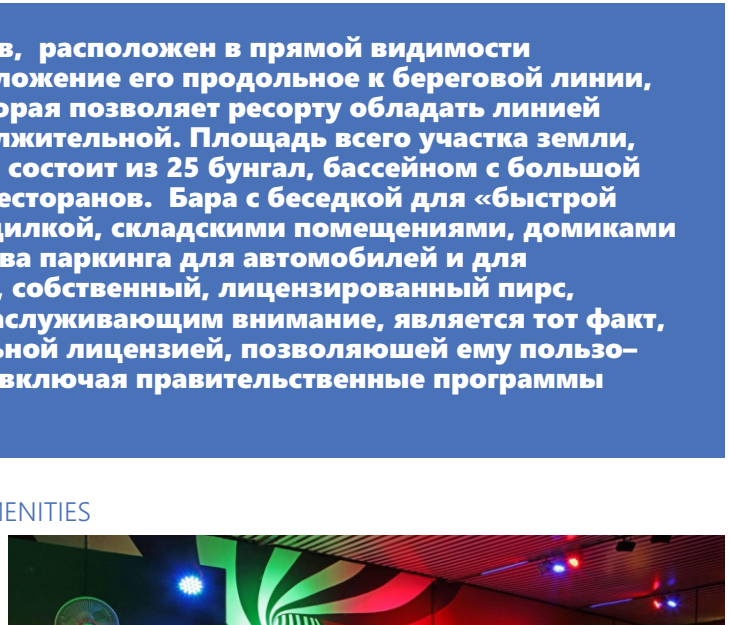 в, расположен в прямой видимости
ложение его продольное к береговой линии,
орая позволяет ресорту обладать линией
лжительной. Площадь всего участка земли,
состоит из 25 бунгал, бассейном с большой
есторанов. Бара с беседкой для «быстрой
дилкой, складскими помещениями, домиками
ва паркинга для автомобилей и для
, собственный, лицензированный пирс,
аслуживающим внимание, является тот факт,
ьной лицензией, позволяюшей ему пользо–
включая правительственные программы
MENITIES